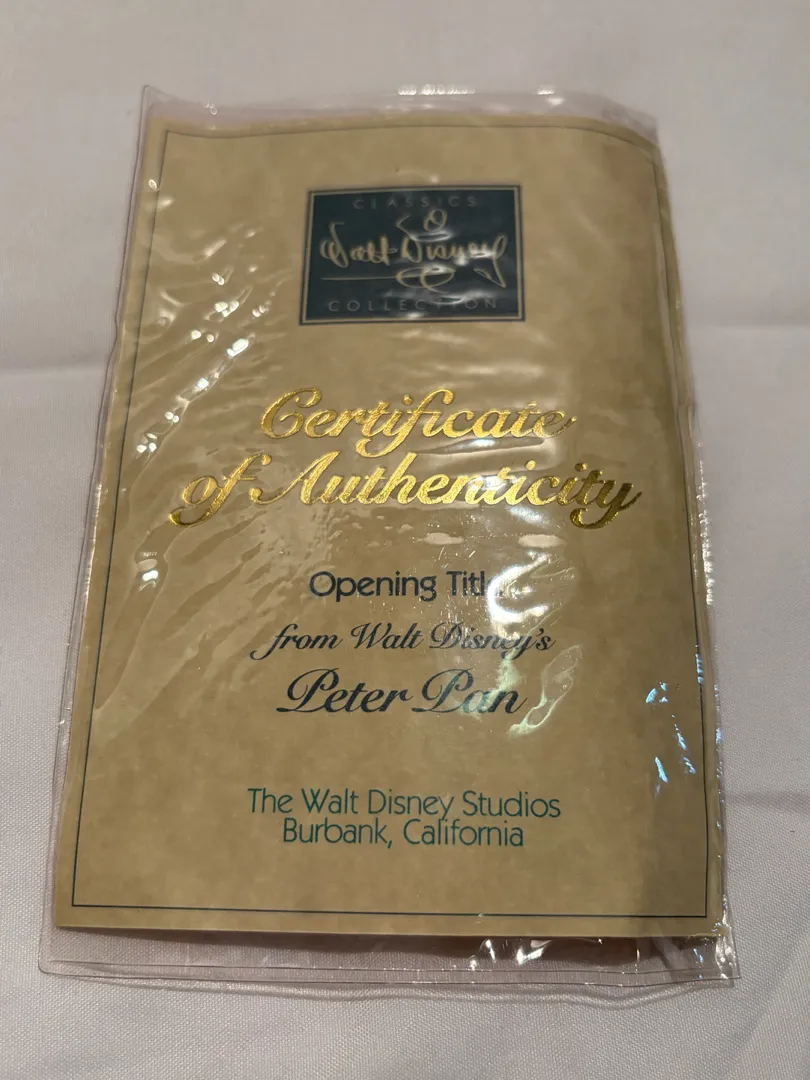 CLASSICS
Walt Disney
COLLECTION
Certificate
of Authenticity
Opening Title
from Walt Disney's
Peter Pan
The Walt Disney Studios
Burbank, California